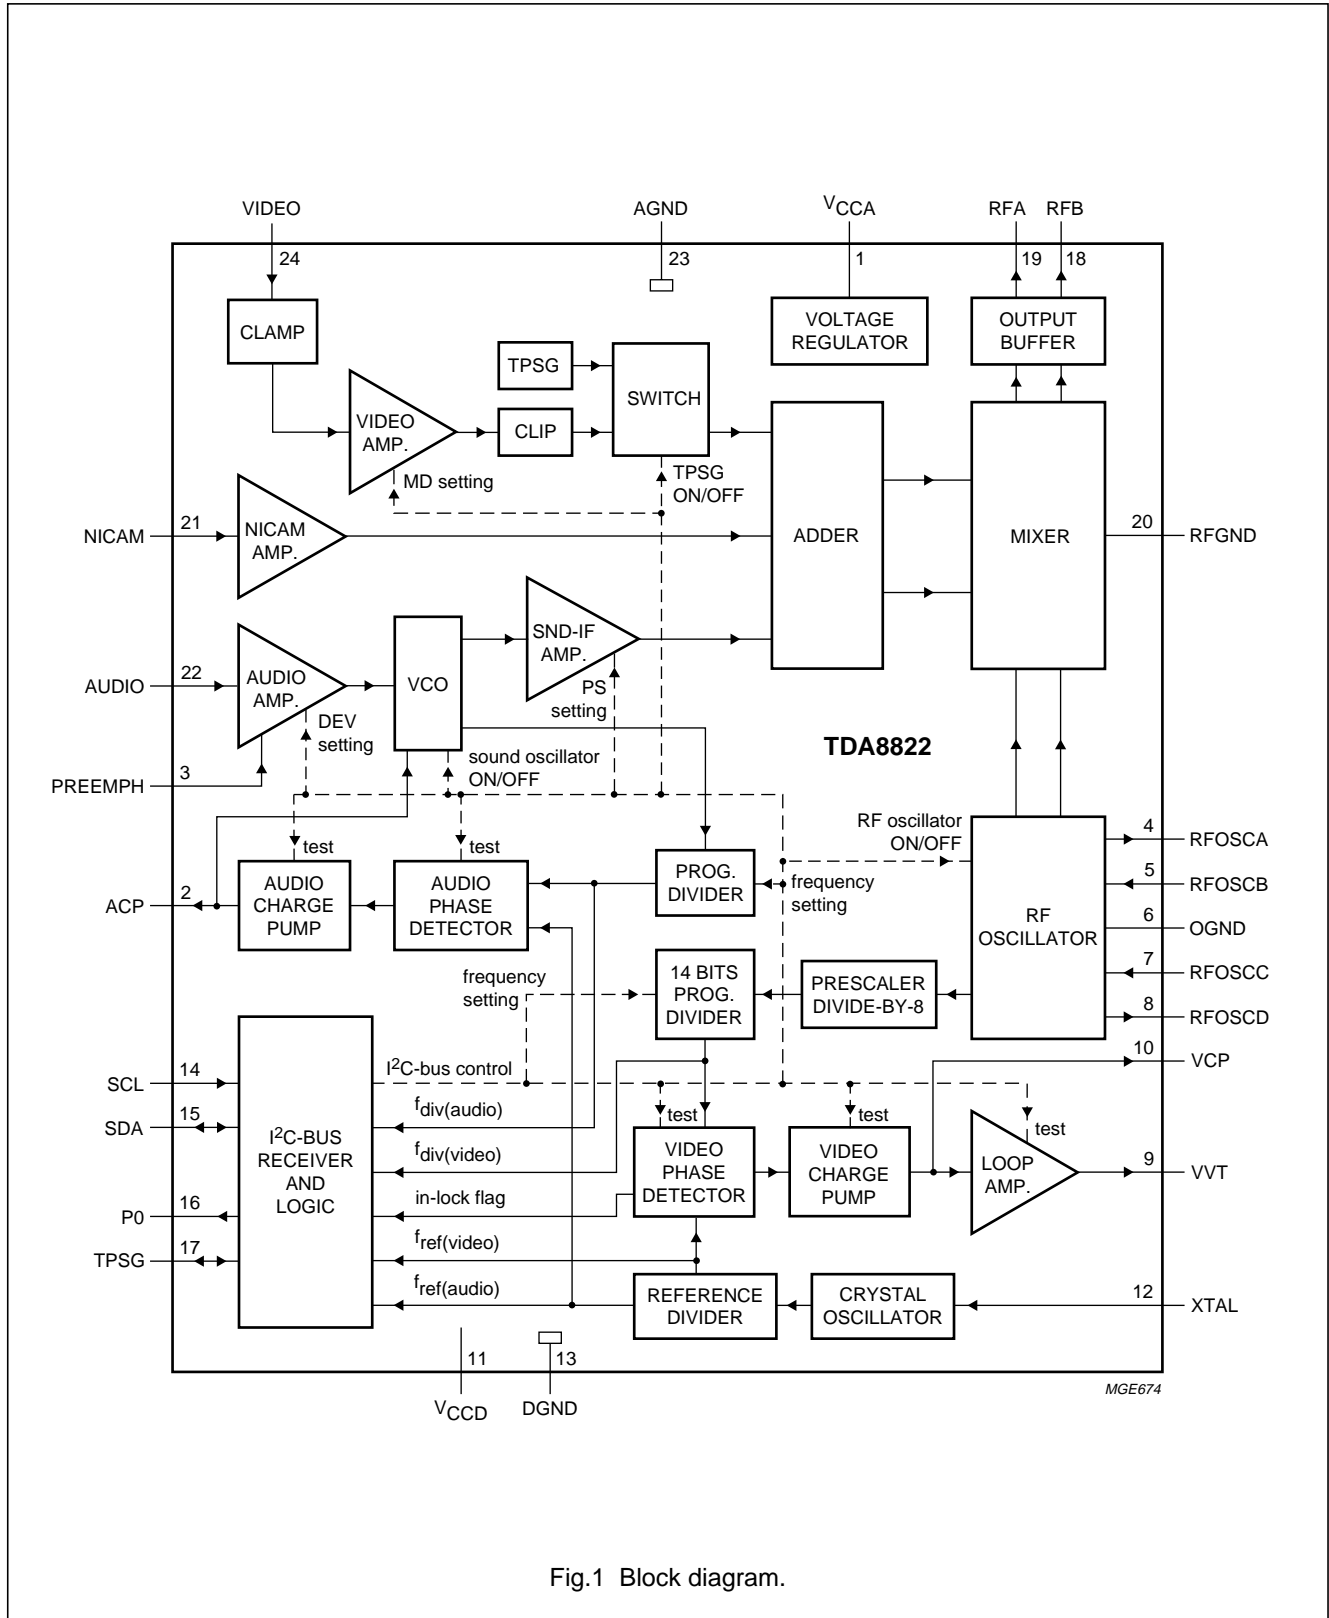 VIDEO
AGND
VCCA
RFA RFB
24
23
1
19
18
CLAMP
VOLTAGE
REGULATOR
OUTPUT
BUFFER
TPSG
SWITCH
VIDEO
AMP.
CLIP
MD setting
TPSG
ON/OFF
NICAM
21
NICAM
AMP.
ADDER
MIXER
20
RFGND
SND-IF
AMP.
AUDIO
22
AUDIO
AMP.
VCO
PS
setting
DEV
setting
TDA8822
sound oscillator
ON/OFF
PREEMPH
3
RF oscillator
ON/OFF
4
RFOSCA
test
test
ACP
2
AUDIO
CHARGE
PUMP
AUDIO
PHASE
DETECTOR
PROG.
DIVIDER
frequency
setting
5
RFOSCB
6
OGND
RF
OSCILLATOR
7
RFOSCC
8
RFOSCD
frequency
setting
14 BITS
PROG.
DIVIDER
PRESCALER
DIVIDE-BY-8
10
VCP
SCL
14
I2C-bus control
SDA
15
fdiv(audio)
I2C-BUS
RECEIVER
AND
LOGIC
fdiv(video)
test
test
test
VIDEO
PHASE
DETECTOR
VIDEO
CHARGE
PUMP
LOOP
AMP.
9
VVT
P0
16
in-lock flag
TPSG
17
fref(video)
fref(audio)
REFERENCE
DIVIDER
CRYSTAL
OSCILLATOR
12
XTAL
11
13
VCCD
DGND
MGE674
Fig.1 Block diagram.